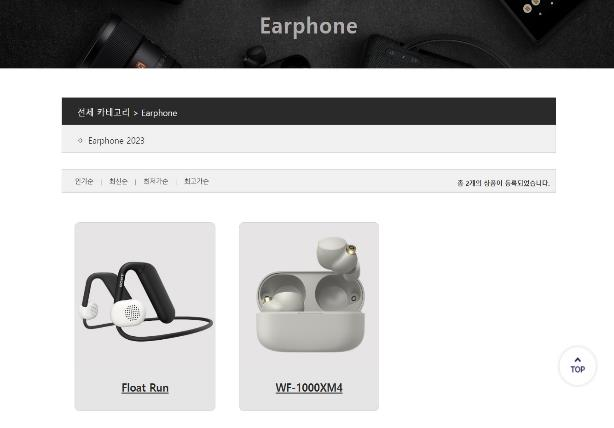 Earphone
전체 카테고리 > Earphone
Earphone 2023
인기순 | 최신순 | 최저가순 | 최고가순
총 2개의 상품이 등록되었습니다.
Float Run
WF-1000XM4
TOP